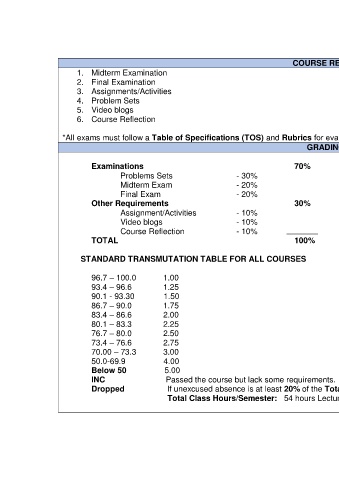 COURSE RE
1. Midterm Examination
2. Final Examination
3. Assignments/Activities
4. Problem Sets
5. Video blogs
6. Course Reflection
*All exams must follow a Table of Specifications (TOS) and Rubrics for eva
GRADING
Examinations 70%
Problems Sets - 30%
Midterm Exam - 20%
Final Exam - 20%
Other Requirements 30%
Assignment/Activities - 10%
Video blogs - 10%
Course Reflection - 10% ______
TOTAL 100%
STANDARD TRANSMUTATION TABLE FOR ALL COURSES
96.7 – 100.0 1.00
93.4 – 96.6 1.25
90.1 - 93.30 1.50
86.7 – 90.0 1.75
83.4 – 86.6 2.00
80.1 – 83.3 2.25
76.7 – 80.0 2.50
73.4 – 76.6 2.75
70.00 – 73.3 3.00
50.0-69.9 4.00
Below 50 5.00
INC Passed the course but lack some requirements.
Dropped If unexcused absence is at least 20% of the Tota
Total Class Hours/Semester: 54 hours Lectur